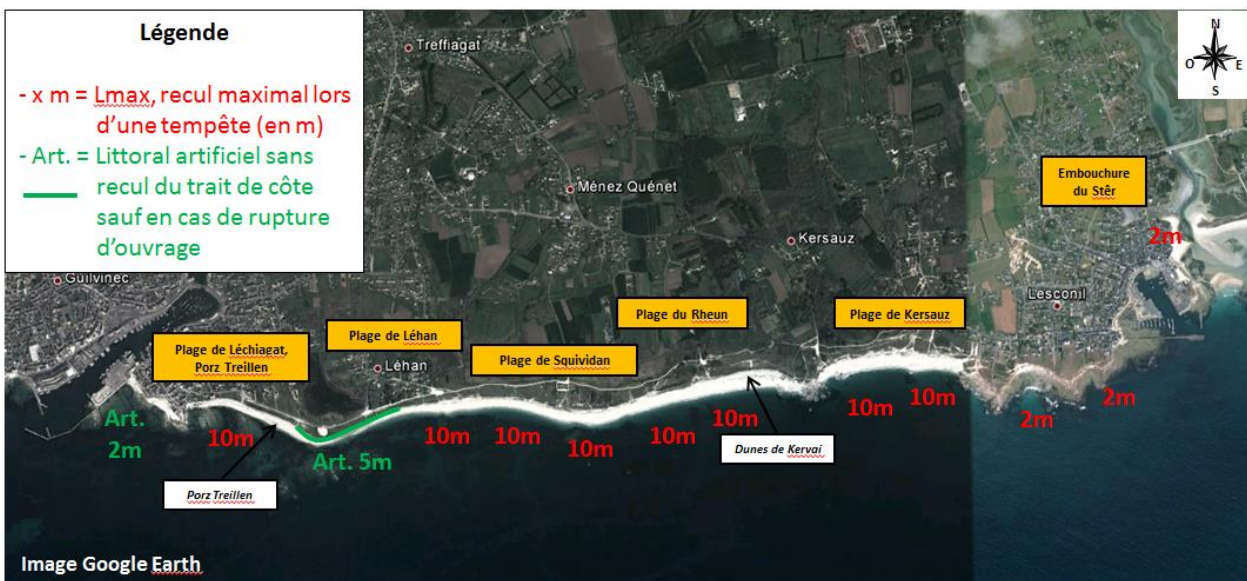 Légende
- x m = Lmax, recul maximal lors
d'une tempête (en m)
- Art. = Littoral artificiel sans
recul du trait de côte
sauf en cas de rupture
d'ouvrage
N
O
E
S
Treffiagat
Ménez Quénet
Kersauz
Guilvinec
Léhan
Lesconil
Embouchure
du Stêr
2m
Plage du Rheun
Plage de Kersauz
Plage de Léhan
Plage de Léchiagat,
Porz Treillen
Plage de Squividan
Art.
2m
10m
Art. 5m
10m
10m
10m
10m
10m
10m
10m
2m
2m
Porz Treillen
Dunes de Kervaï
Image Google Earth